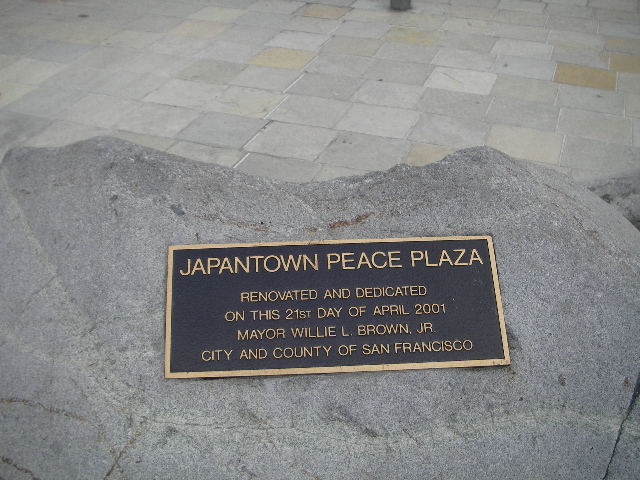 JAPANTOWN PEACE PLAZA
RENOVATED AND DEDICATED
ON THIS 21ST DAY OF APRIL 2001
MAYOR WILLIE L. BROWN, JR.
CITY AND COUNTY OF SAN FRANCISCO